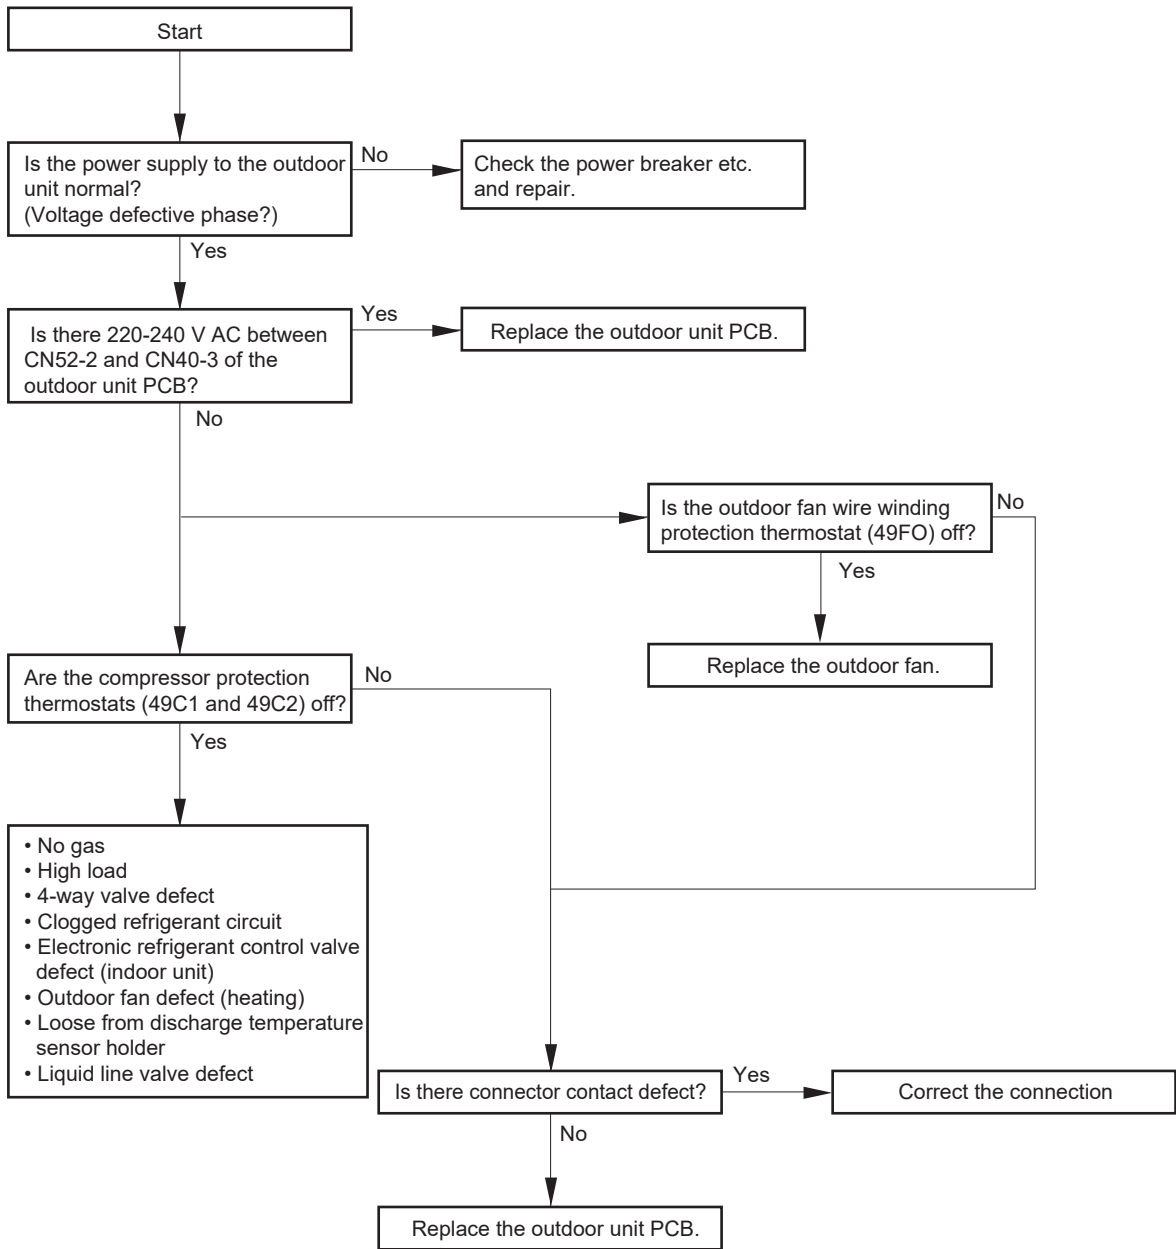 Start
Is the power supply to the outdoor
unit normal?
(Voltage defective phase?)
No
Check the power breaker etc.
and repair.
Yes
Is there 220-240 V AC between
CN52-2 and CN40-3 of the
outdoor unit PCB?
Yes
Replace the outdoor unit PCB.
No
Is the outdoor fan wire winding
protection thermostat (49FO) off?
No
Yes
Replace the outdoor fan.
Are the compressor protection
thermostats (49C1 and 49C2) off?
No
Yes
• No gas
• High load
• 4-way valve defect
• Clogged refrigerant circuit
• Electronic refrigerant control valve
defect (indoor unit)
• Outdoor fan defect (heating)
• Loose from discharge temperature
sensor holder
• Liquid line valve defect
Is there connector contact defect?
Yes
Correct the connection
No
Replace the outdoor unit PCB.